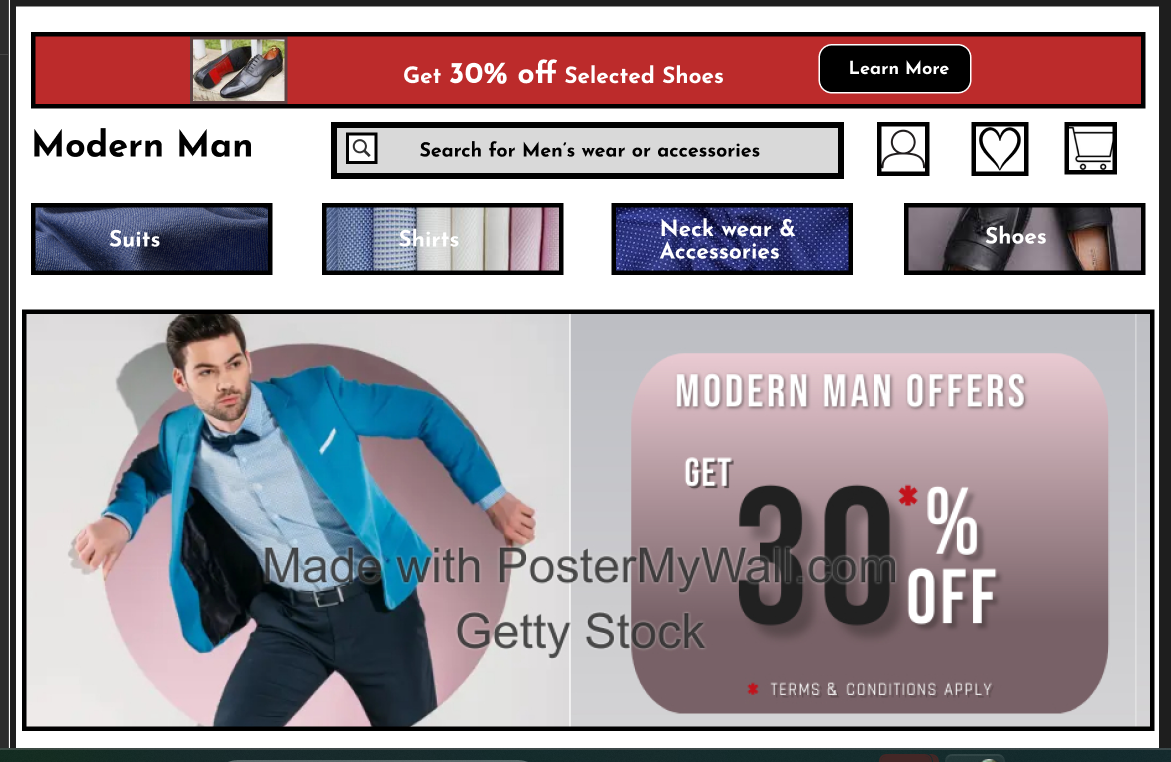 Get 30% off Selected Shoes
Learn More
Modern Man
Search for Men's wear or accessories
Suits
Shirts
Neck wear &
Accessories
Shoes
MODERN MAN OFFERS
GET
30*%
OFF
Made with PosterMyWall.com
Getty Stock
* TERMS & CONDITIONS APPLY